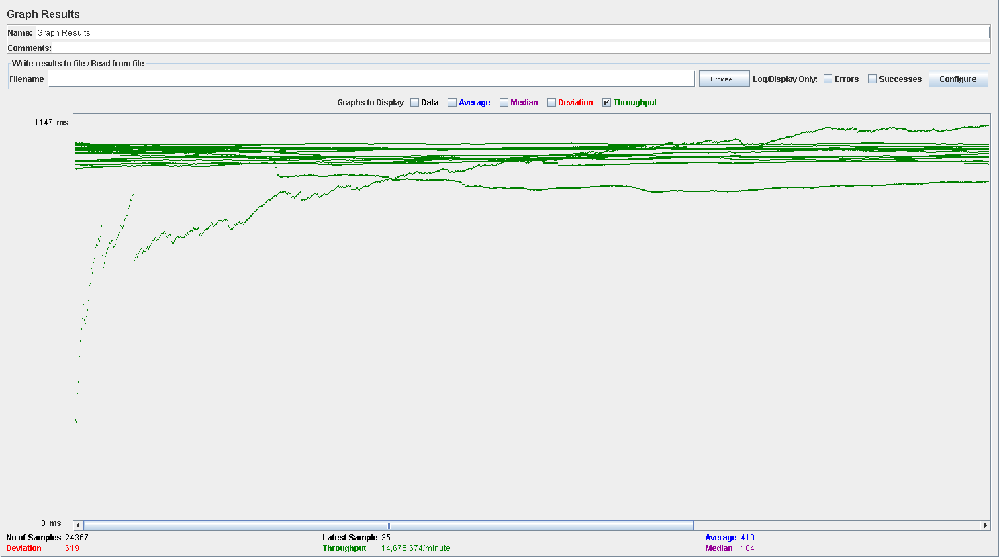 Graph Results
Name: Graph Results
Comments:
Write results to file / Read from file
Filename Browse... Log/Display Only: Errors Successes Configure
Graphs to Display Data Average Median Deviation Throughput
1147 ms
0 ms
No of Samples 24367 Latest Sample 35 Average 419
Deviation 619 Throughput 14,675.674/minute Median 104